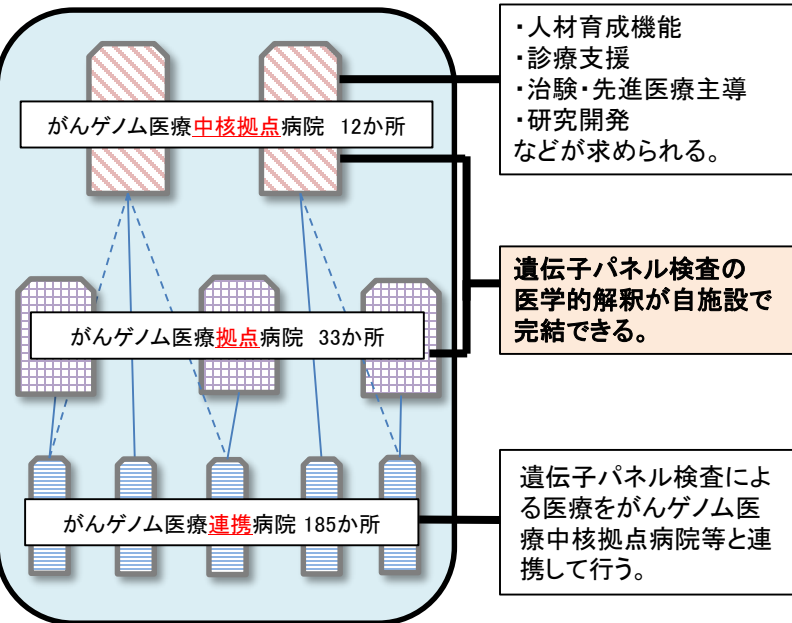 ・人材育成機能
・診療支援
・治験・先進医療主導
・研究開発
などが求められる。
がんゲノム医療中核拠点病院 12か所
遺伝子パネル検査の
医学的解釈が自施設で
完結できる。
がんゲノム医療拠点病院 33か所
遺伝子パネル検査によ
る医療をがんゲノム医
療中核拠点病院等と連
携して行う。
がんゲノム医療連携病院 185か所